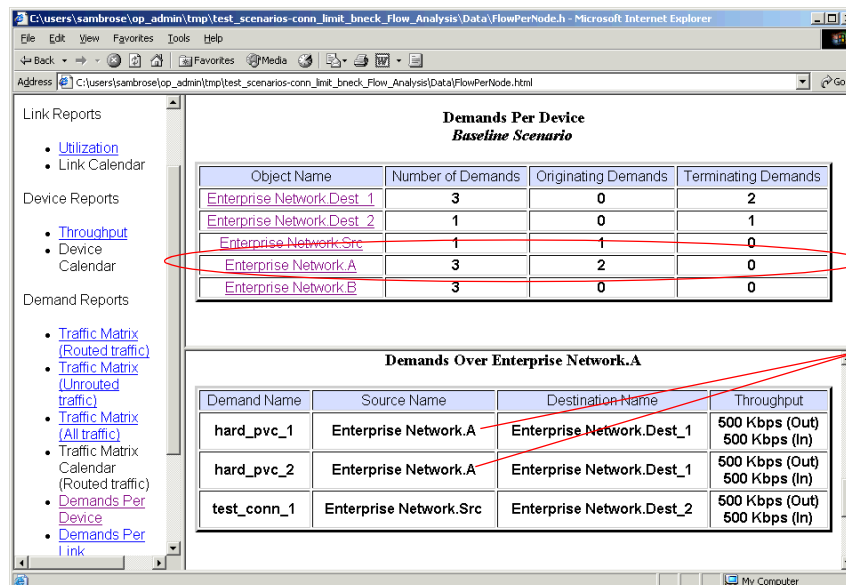 C:\users\sambrose\op_admin\tmp\test_scenarios-conn_limit_bneck_Flow_Analysis\Data\FlowPerNode.h - Microsoft Internet Explorer
File Edit View Favorites Tools Help
Back Favorites Media
Address C:\users\sambrose\op_admin\tmp\test_scenarios-conn_limit_bneck_Flow_Analysis\Data\FlowPerNode.html Go
Link Reports
Utilization
Link Calendar
Device Reports
Throughput
Device
Calendar
Demand Reports
Traffic Matrix
(Routed traffic)
Traffic Matrix
(Unrouted
traffic)
Traffic Matrix
(All traffic)
Traffic Matrix
Calendar
(Routed traffic)
Demands Per
Device
Demands Per
Link
Demands Per Device
Baseline Scenario
Object Name Number of Demands Originating Demands Terminating Demands
Enterprise Network.Dest_1 3 0 2
Enterprise Network.Dest_2 1 0 1
Enterprise Network.Src 1 1 0
Enterprise Network.A 3 2 0
Enterprise Network.B 3 0 0
Demands Over Enterprise Network.A
Demand Name Source Name Destination Name Throughput
hard_pvc_1 Enterprise Network.A Enterprise Network.Dest_1 500 Kbps (Out)
500 Kbps (In)
hard_pvc_2 Enterprise Network.A Enterprise Network.Dest_1 500 Kbps (Out)
500 Kbps (In)
test_conn_1 Enterprise Network.Src Enterprise Network.Dest_2 500 Kbps (Out)
500 Kbps (In)
My Computer